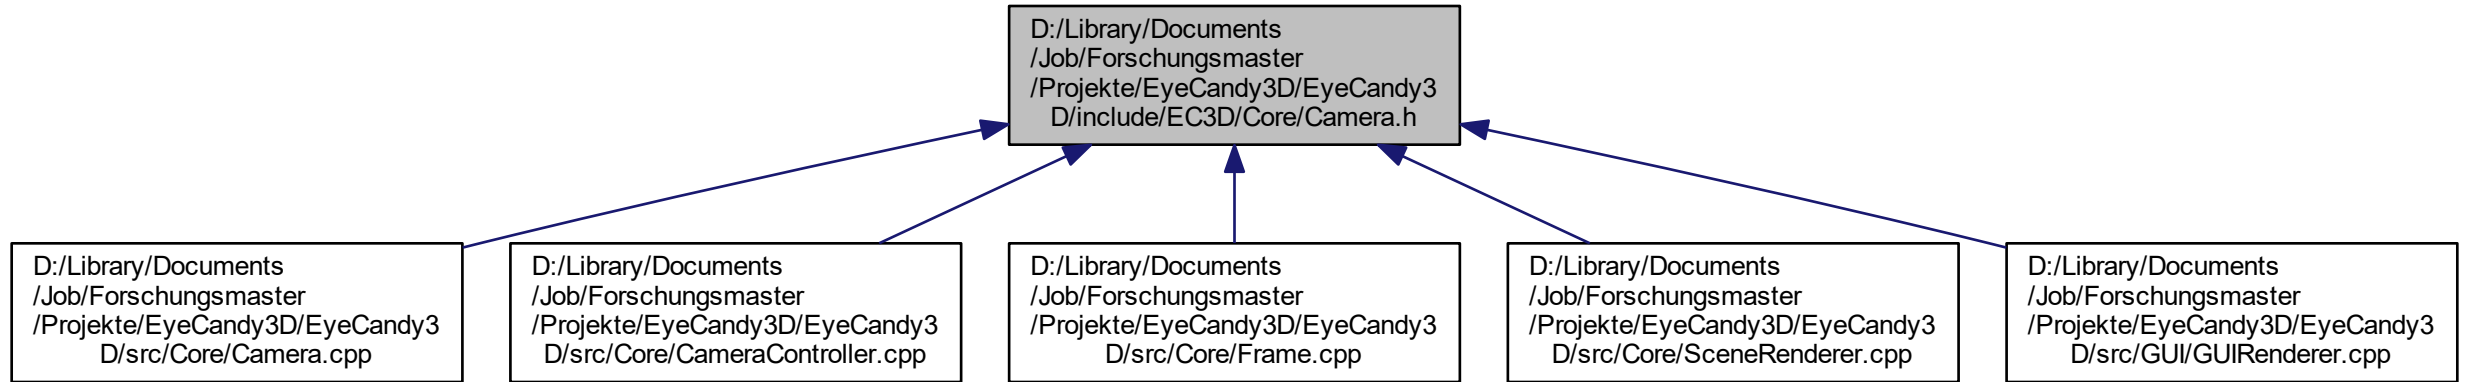 D:/Library/Documents
/Job/Forschungsmaster
/Projekte/EyeCandy3D/EyeCandy3
D/include/EC3D/Core/Camera.h
D:/Library/Documents
/Job/Forschungsmaster
/Projekte/EyeCandy3D/EyeCandy3
D/src/Core/Camera.cpp
D:/Library/Documents
/Job/Forschungsmaster
/Projekte/EyeCandy3D/EyeCandy3
D/src/Core/CameraController.cpp
D:/Library/Documents
/Job/Forschungsmaster
/Projekte/EyeCandy3D/EyeCandy3
D/src/Core/Frame.cpp
D:/Library/Documents
/Job/Forschungsmaster
/Projekte/EyeCandy3D/EyeCandy3
D/src/Core/SceneRenderer.cpp
D:/Library/Documents
/Job/Forschungsmaster
/Projekte/EyeCandy3D/EyeCandy3
D/src/GUI/GUIRenderer.cpp